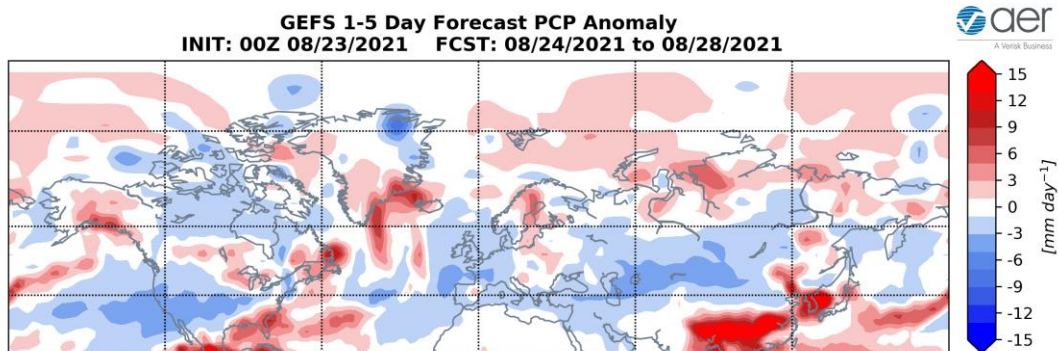 GEFS 1-5 Day Forecast PCP Anomaly
INIT: 00Z 08/23/2021 FCST: 08/24/2021 to 08/28/2021
aer
A Verisk Business
15
12
9
6
3
0
-3
-6
-9
-12
-15
[mm day⁻¹]